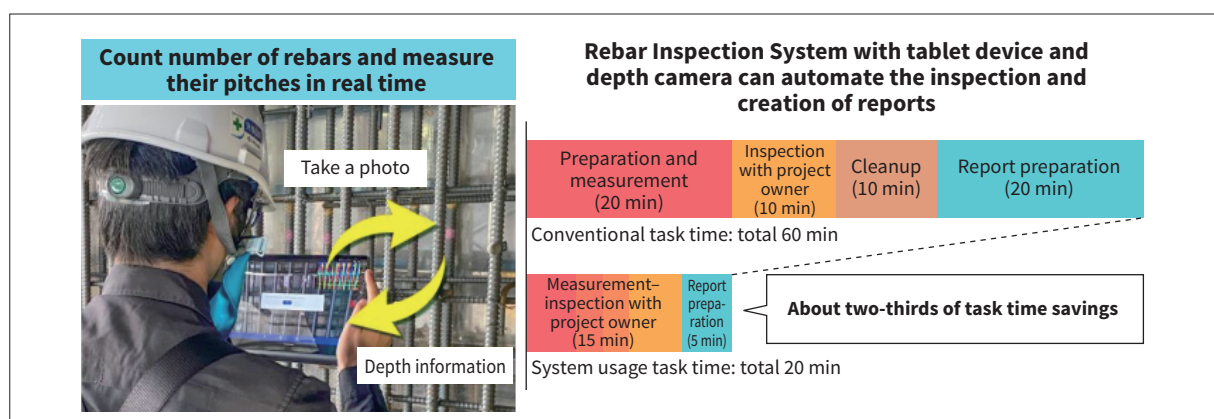 Count number of rebars and measure
their pitches in real time
Take a photo
Depth information
Rebar Inspection System with tablet device and
depth camera can automate the inspection and
creation of reports
Preparation and
measurement
(20 min)
Inspection
with project
owner
(10 min)
Cleanup
(10 min)
Report preparation
(20 min)
Conventional task time: total 60 min
Measurement–
inspection with
project owner
(15 min)
Report
prepa-
ration
(5 min)
About two-thirds of task time savings
System usage task time: total 20 min